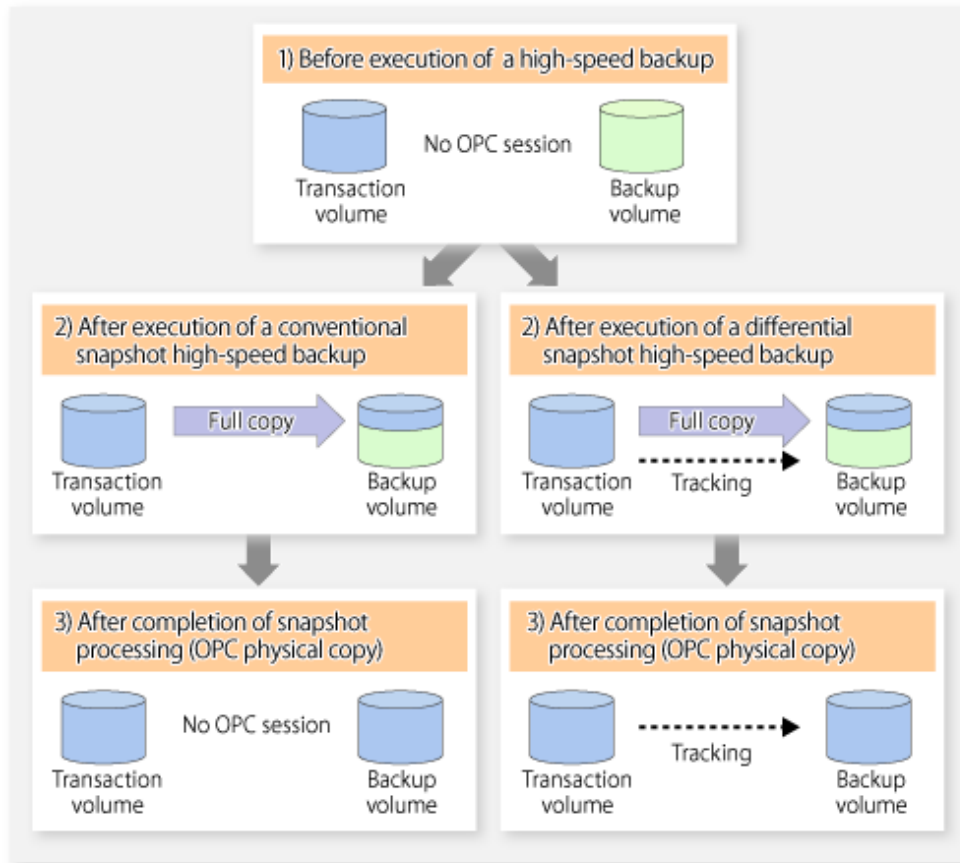 1) Before execution of a high-speed backup
No OPC session
Transaction
volume
Backup
volume
2) After execution of a conventional
snapshot high-speed backup
Full copy
Transaction
volume
Backup
volume
2) After execution of a differential
snapshot high-speed backup
Full copy
Tracking
Transaction
volume
Backup
volume
3) After completion of snapshot
processing (OPC physical copy)
No OPC session
Transaction
volume
Backup
volume
3) After completion of snapshot
processing (OPC physical copy)
Tracking
Transaction
volume
Backup
volume